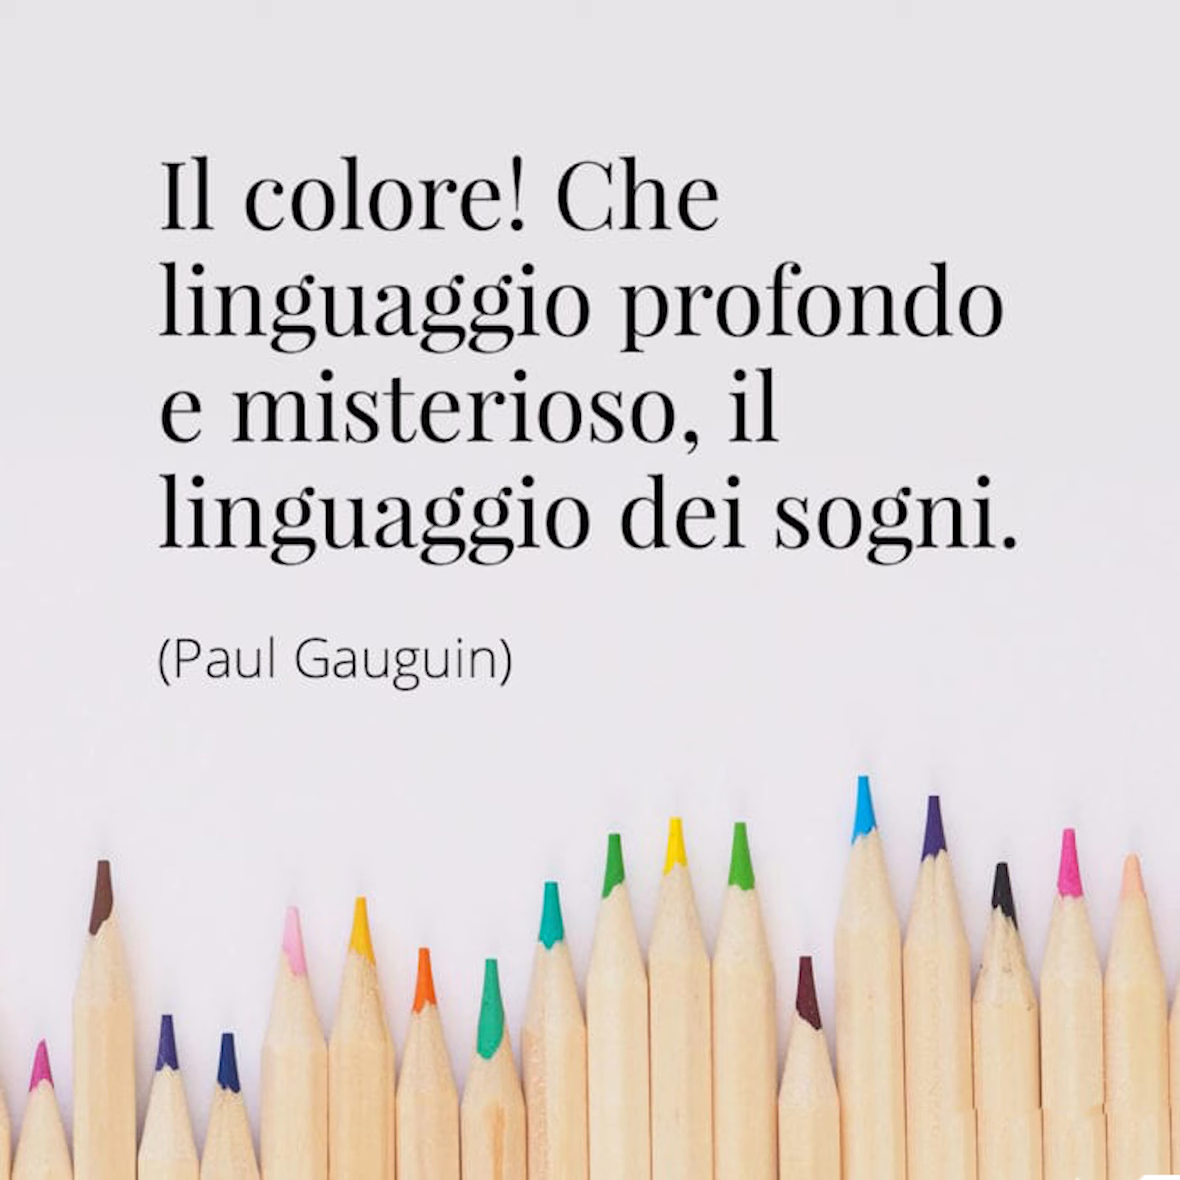 Il colore! Che
linguaggio profondo
e misterioso, il
linguaggio dei sogni.
(Paul Gauguin)